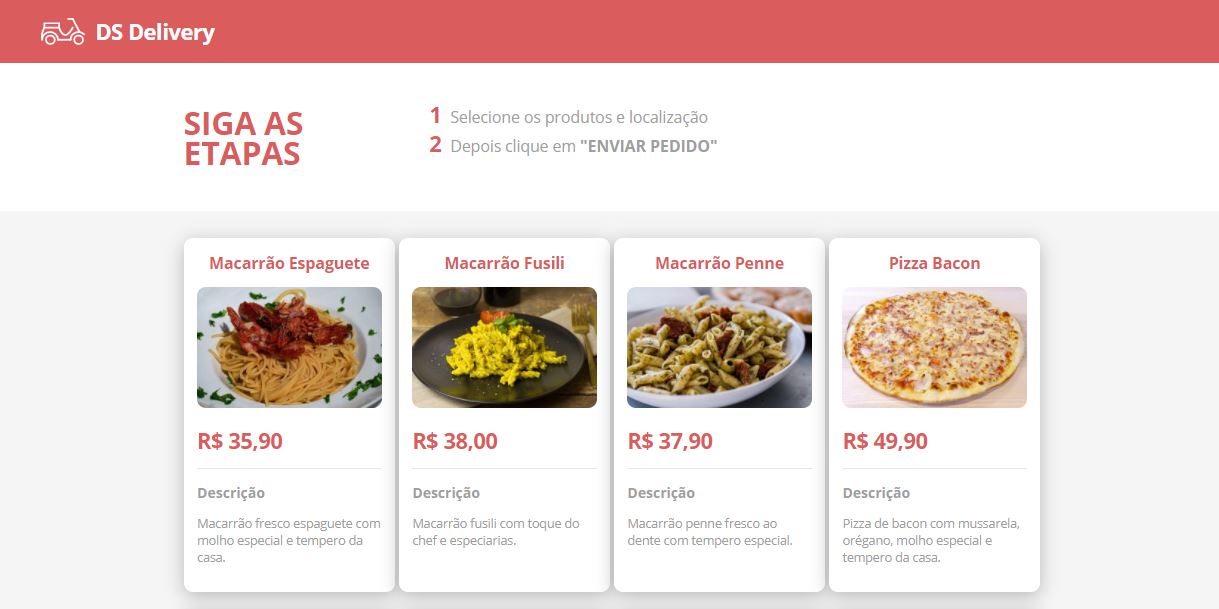 DS Delivery
SIGA AS
ETAPAS
1 Selecione os produtos e localização
2 Depois clique em "ENVIAR PEDIDO"
Macarrão Espaguete
R$ 35,90
Descrição
Macarrão fresco espaguete com
molho especial e tempero da
casa.
Macarrão Fusili
R$ 38,00
Descrição
Macarrão fusili com toque do
chef e especiarias.
Macarrão Penne
R$ 37,90
Descrição
Macarrão penne fresco ao
dente com tempero especial.
Pizza Bacon
R$ 49,90
Descrição
Pizza de bacon com mussarela,
orégano, molho especial e
tempero da casa.